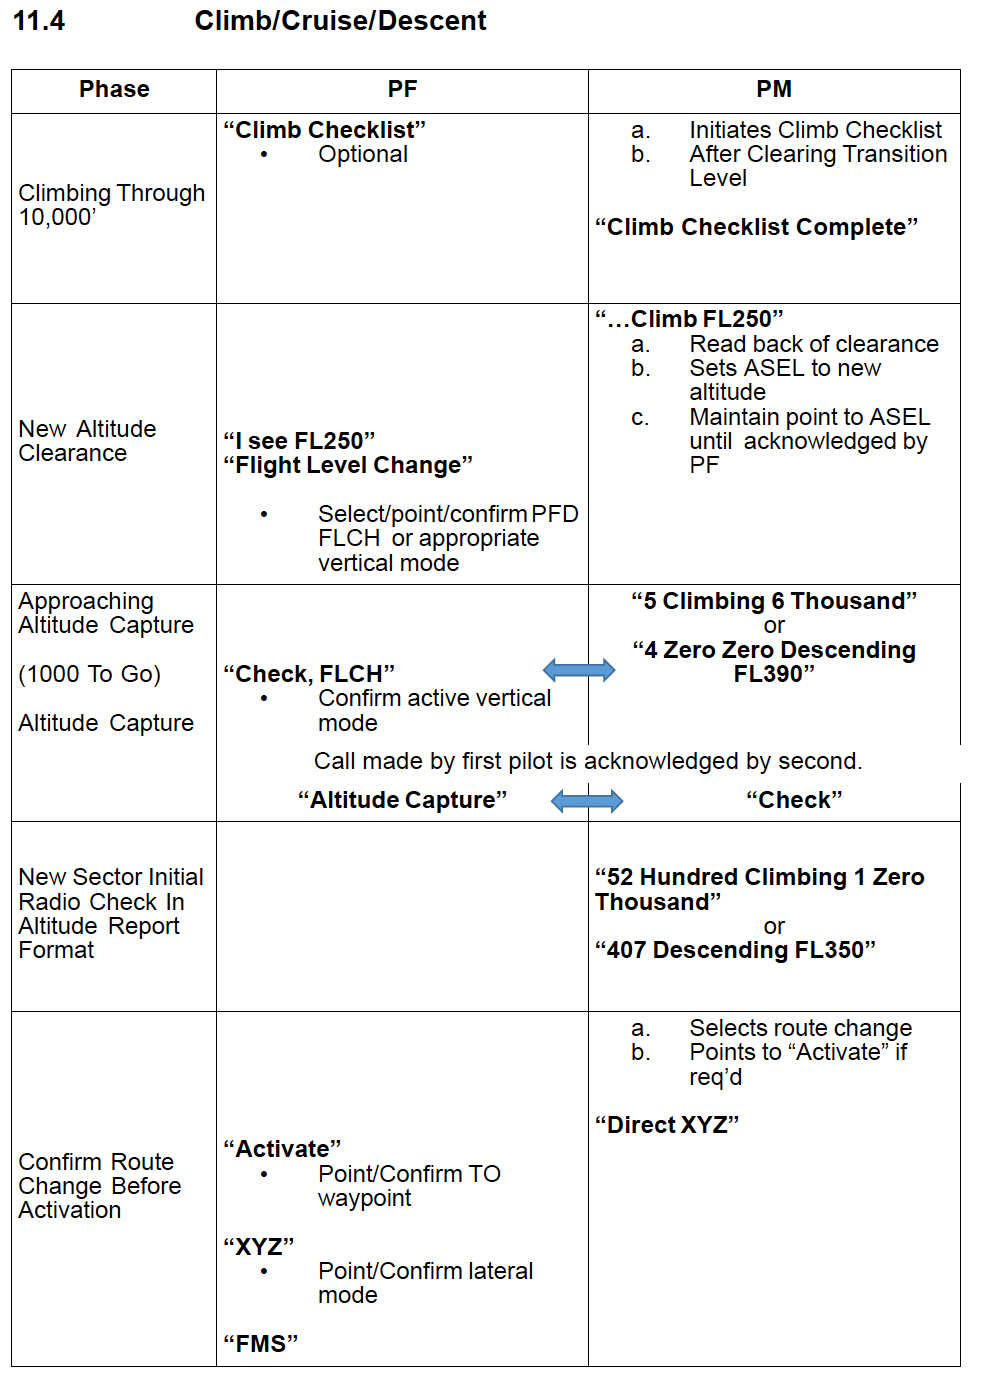 11.4 Climb/Cruise/Descent
Phase PF PM
Climbing Through
10,000’
“Climb Checklist”
• Optional
a. Initiates Climb Checklist
b. After Clearing Transition
Level
“Climb Checklist Complete”
New Altitude
Clearance
“I see FL250”
“Flight Level Change”
• Select/point/confirm PFD
FLCH or appropriate
vertical mode
“…Climb FL250”
a. Read back of clearance
b. Sets ASEL to new
altitude
c. Maintain point to ASEL
until acknowledged by
PF
Approaching
Altitude Capture
(1000 To Go)
Altitude Capture
“Check, FLCH”
• Confirm active vertical
mode
“5 Climbing 6 Thousand”
or
“4 Zero Zero Descending
FL390”
Call made by first pilot is acknowledged by second.
“Altitude Capture” “Check”
New Sector Initial
Radio Check In
Altitude Report
Format
“52 Hundred Climbing 1 Zero
Thousand”
or
“407 Descending FL350”
Confirm Route
Change Before
Activation
“Activate”
• Point/Confirm TO
waypoint
“XYZ”
• Point/Confirm lateral
mode
“FMS”
a. Selects route change
b. Points to “Activate” if
req’d
“Direct XYZ”